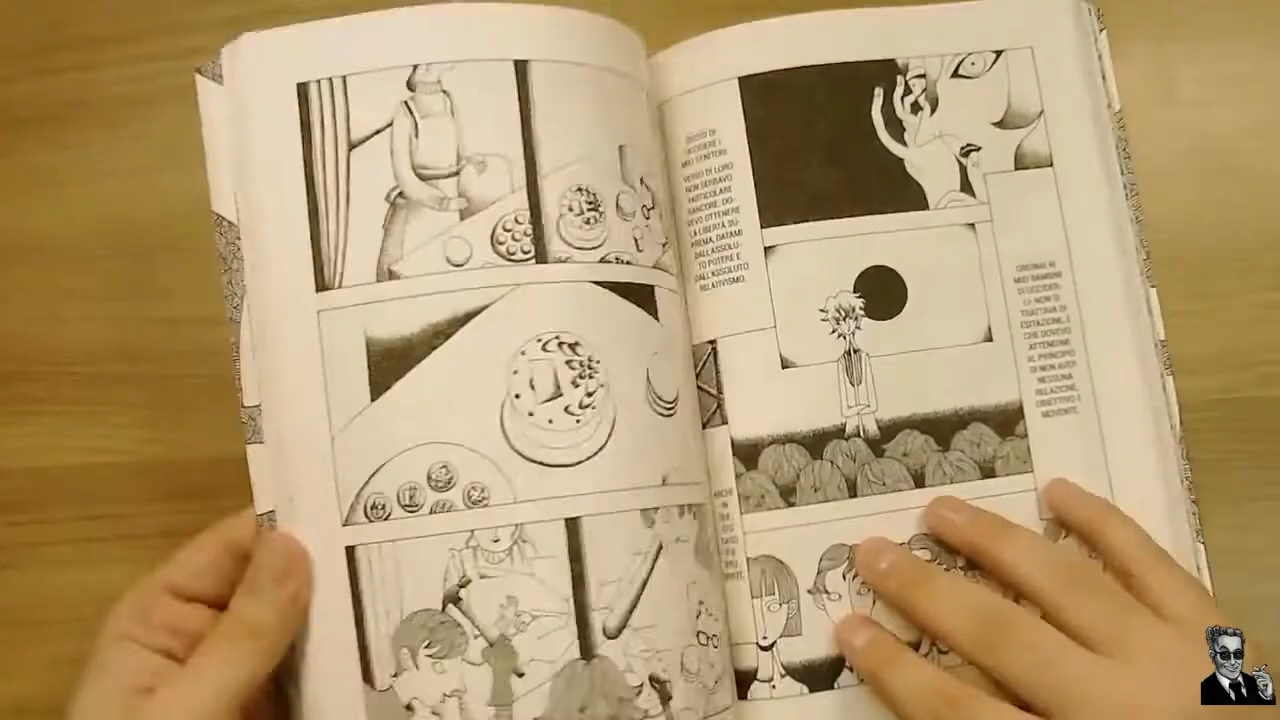 DECISI DI
UCCIDERE I
MIEI GENITORI.
VERSO DI LORO
NON SERBAVO
PARTICOLARE
RANCORE. DO-
VEVO OTTENERE
LA LIBERTÀ SU-
PREMA, DATAMI
DALL'ASSOLU-
TO POTERE E
DALL'ASSOLUTO
RELATIVISMO.
ORDINAI AI
MIEI BAMBINI
DI UCCIDER-
LI. NON SI
TRATTAVA DI
ESITAZIONE, È
CHE DOVEVO
ATTENERMI
AL PRINCIPIO
DI NON AVER
NESSUNA
RELAZIONE,
OBIETTIVO E
MOVENTE.